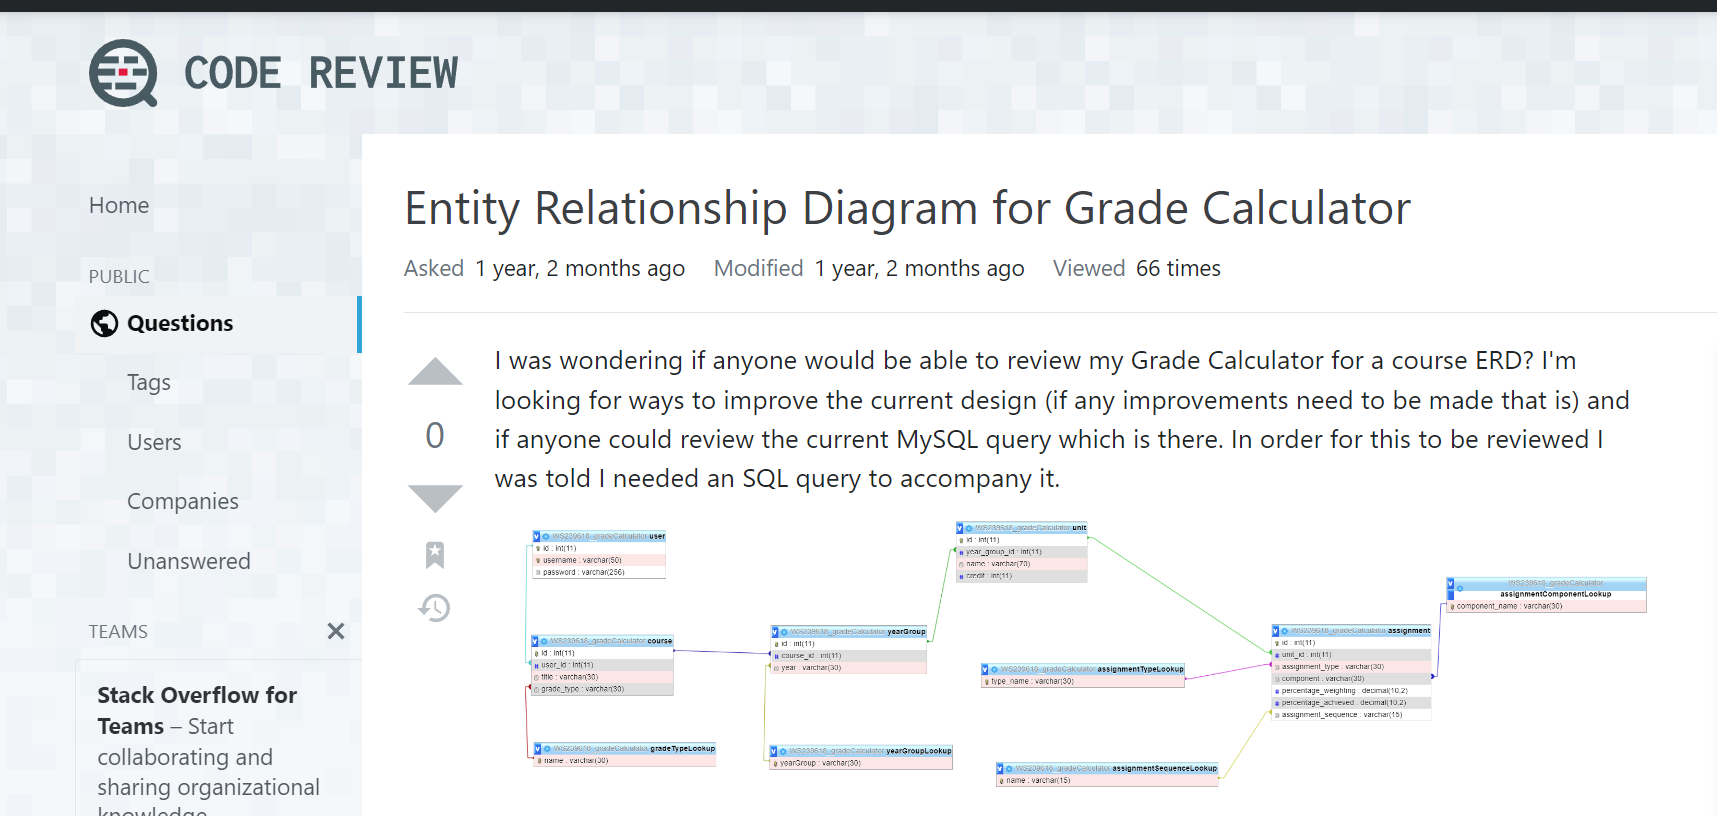 CODE REVIEW
Home
PUBLIC
Questions
Tags
Users
Companies
Unanswered
TEAMS
Stack Overflow for
Teams – Start
collaborating and
sharing organizational
knowledge
Entity Relationship Diagram for Grade Calculator
Asked 1 year, 2 months ago Modified 1 year, 2 months ago Viewed 66 times
0
I was wondering if anyone would be able to review my Grade Calculator for a course ERD? I'm
looking for ways to improve the current design (if any improvements need to be made that is) and
if anyone could review the current MySQL query which is there. In order for this to be reviewed I
was told I needed an SQL query to accompany it.
WS239618_gradeCalculator user
id : int(11)
username : varchar(50)
password : varchar(256)
WS239618_gradeCalculator course
id : int(11)
user_id : int(11)
title : varchar(30)
grade_type : varchar(30)
WS239618_gradeCalculator gradeTypeLookup
name : varchar(30)
WS239618_gradeCalculator yearGroup
id : int(11)
course_id : int(11)
year : varchar(30)
WS239618_gradeCalculator yearGroupLookup
yearGroup : varchar(30)
WS239618_gradeCalculator unit
id : int(11)
year_group_id : int(11)
name : varchar(70)
credit : int(11)
WS239618_gradeCalculator assignmentTypeLookup
type_name : varchar(30)
WS239618_gradeCalculator assignmentSequenceLookup
name : varchar(15)
WS239618_gradeCalculator assignment
id : int(11)
unit_id : int(11)
assignment_type : varchar(30)
component : varchar(30)
percentage_weighting : decimal(10,2)
percentage_achieved : decimal(10,2)
assignment_sequence : varchar(15)
WS239618_gradeCalculator
assignmentComponentLookup
component_name : varchar(30)